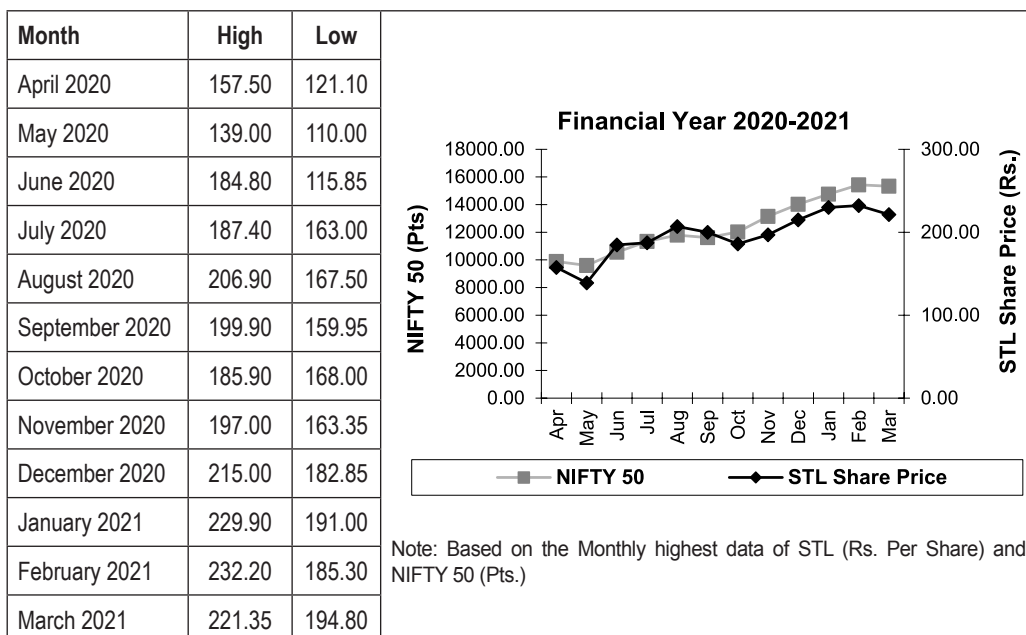 Month High Low
April 2020 157.50 121.10
May 2020 139.00 110.00
June 2020 184.80 115.85
July 2020 187.40 163.00
August 2020 206.90 167.50
September 2020 199.90 159.95
October 2020 185.90 168.00
November 2020 197.00 163.35
December 2020 215.00 182.85
January 2021 229.90 191.00
February 2021 232.20 185.30
March 2021 221.35 194.80
Financial Year 2020-2021
NIFTY 50 (Pts)
18000.00
16000.00
14000.00
12000.00
10000.00
8000.00
6000.00
4000.00
2000.00
0.00
300.00
200.00
100.00
0.00
STL Share Price (Rs.)
Apr May Jun Jul Aug Sep Oct Nov Dec Jan Feb Mar
NIFTY 50 STL Share Price
Note: Based on the Monthly highest data of STL (Rs. Per Share) and
NIFTY 50 (Pts.)